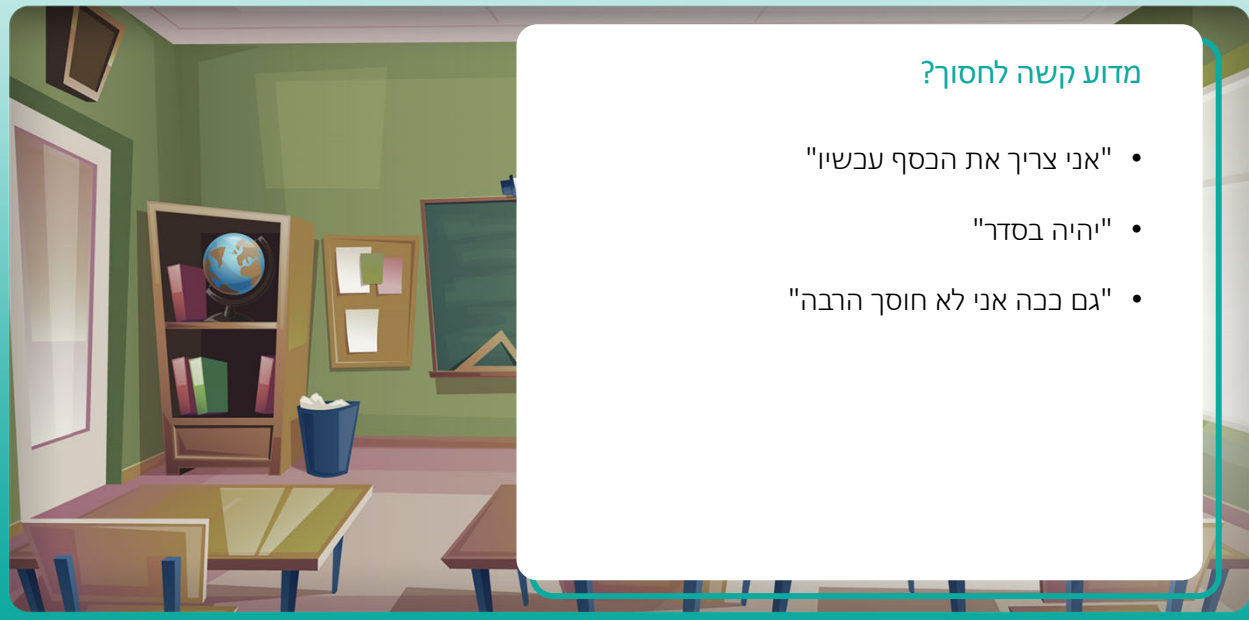 מדוע קשה לחסוך?
• "אני צריך את הכסף עכשיו"
• "יהיה בסדר"
• "גם ככה אני לא חוסך הרבה"